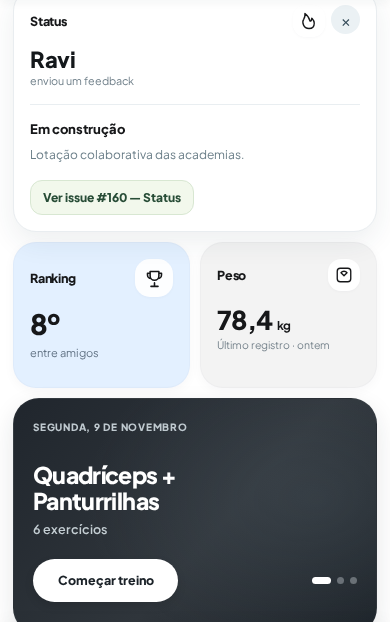 Status
×
Ravi
enviou um feedback
Em construção
Lotação colaborativa das academias.
Ver issue #160 — Status
Ranking
8º
entre amigos
Peso
78,4 kg
Último registro · ontem
SEGUNDA, 9 DE NOVEMBRO
Quadríceps +
Panturrilhas
6 exercícios
Começar treino